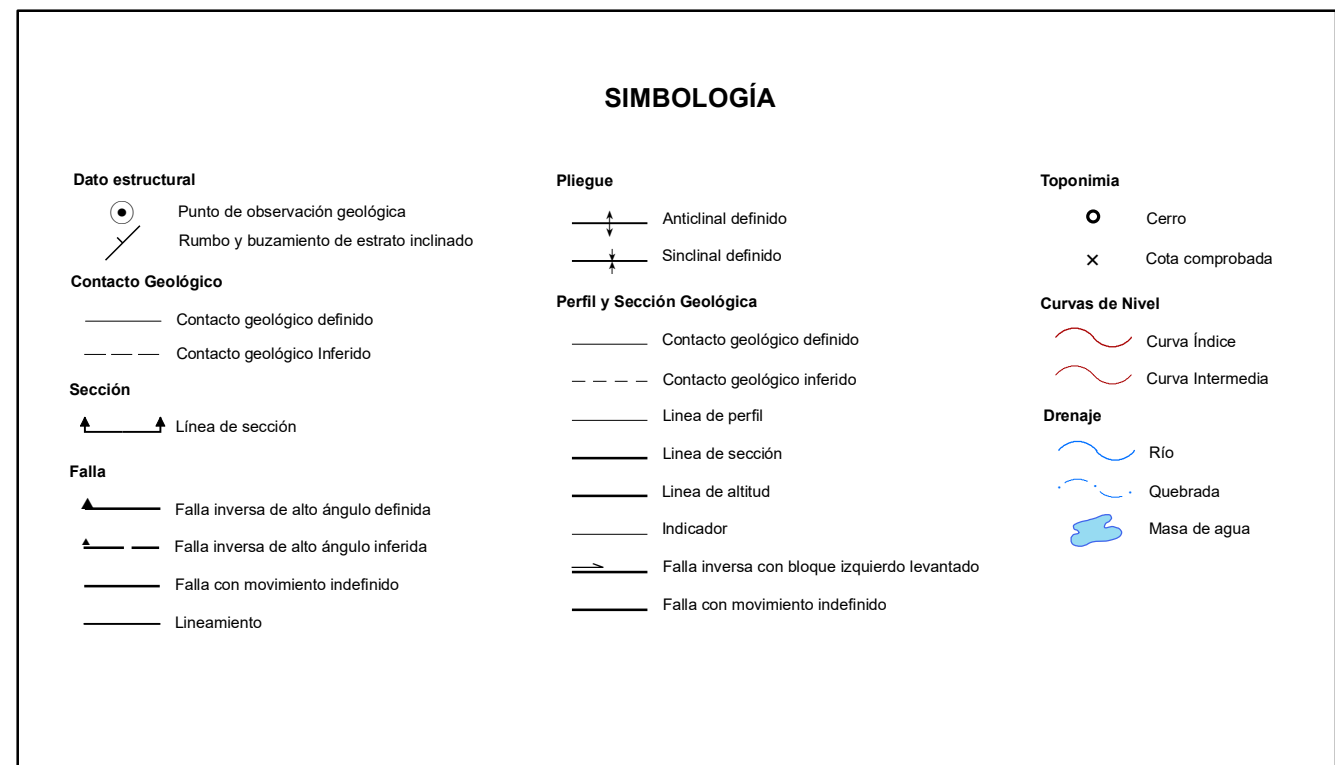 SIMBOLOGÍA
Dato estructural
Punto de observación geológica
Rumbo y buzamiento de estrato inclinado
Contacto Geológico
Contacto geológico definido
Contacto geológico Inferido
Sección
Línea de sección
Falla
Falla inversa de alto ángulo definida
Falla inversa de alto ángulo inferida
Falla con movimiento indefinido
Lineamiento
Pliegue
Anticlinal definido
Sinclinal definido
Perfil y Sección Geológica
Contacto geológico definido
Contacto geológico inferido
Linea de perfil
Linea de sección
Linea de altitud
Indicador
Falla inversa con bloque izquierdo levantado
Falla con movimiento indefinido
Toponimia
Cerro
Cota comprobada
Curvas de Nivel
Curva Índice
Curva Intermedia
Drenaje
Río
Quebrada
Masa de agua